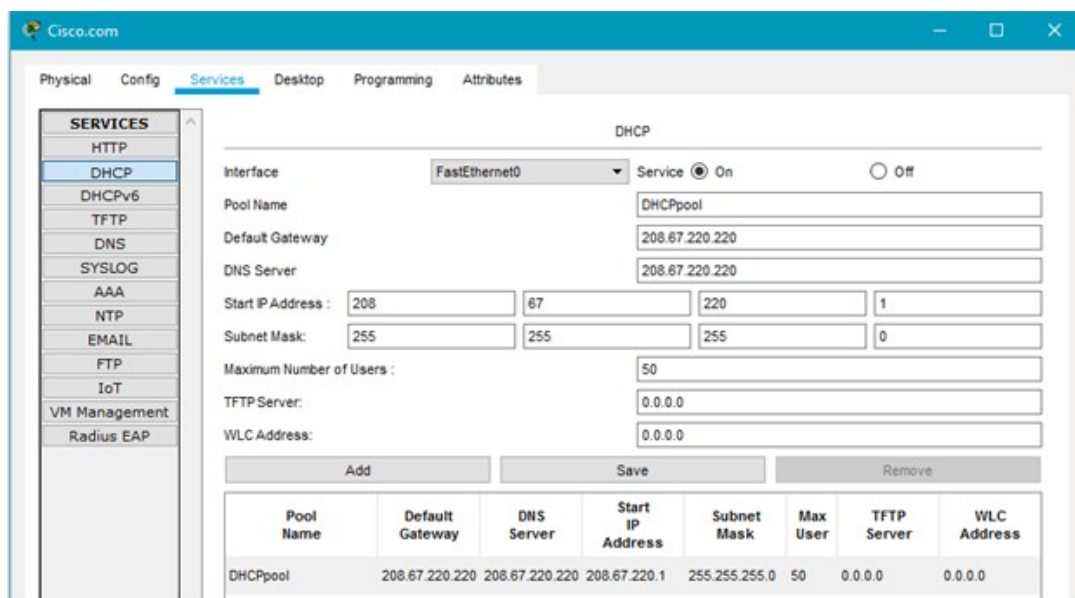 Cisco.com
Physical Config Services Desktop Programming Attributes
SERVICES
HTTP
DHCP
DHCPv6
TFTP
DNS
SYSLOG
AAA
NTP
EMAIL
FTP
IoT
VM Management
Radius EAP
DHCP
Interface FastEthernet0 Service On Off
Pool Name DHCPpool
Default Gateway 208.67.220.220
DNS Server 208.67.220.220
Start IP Address : 208 67 220 1
Subnet Mask: 255 255 255 0
Maximum Number of Users : 50
TFTP Server: 0.0.0.0
WLC Address: 0.0.0.0
Add Save Remove
Pool Name Default Gateway DNS Server Start IP Address Subnet Mask Max User TFTP Server WLC Address
DHCPpool 208.67.220.220 208.67.220.220 208.67.220.1 255.255.255.0 50 0.0.0.0 0.0.0.0